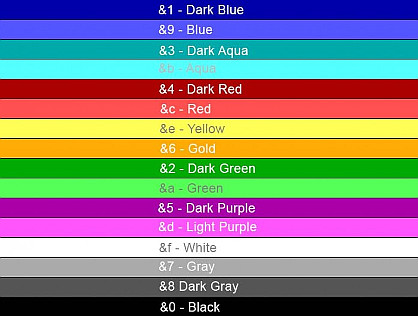 &1 - Dark Blue
&9 - Blue
&3 - Dark Aqua
&b - Aqua
&4 - Dark Red
&c - Red
&e - Yellow
&6 - Gold
&2 - Dark Green
&a - Green
&5 - Dark Purple
&d - Light Purple
&f - White
&7 - Gray
&8 Dark Gray
&0 - Black